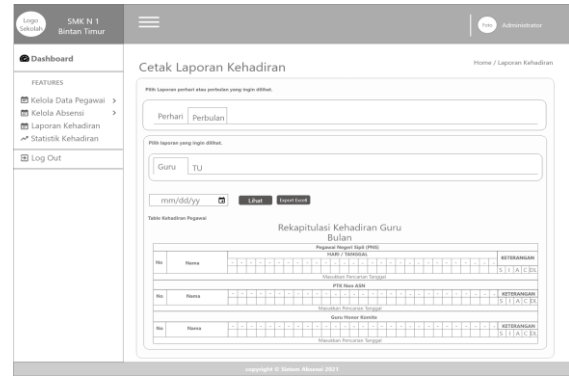 Logo
Sekolah
SMK N 1
Bintan Timur
Foto
Administrator
Dashboard
FEATURES
Kelola Data Pegawai >
Kelola Absensi >
Laporan Kehadiran
Statistik Kehadiran
Log Out
Cetak Laporan Kehadiran
Home / Laporan Kehadiran
Pilih Laporan perhari atau perbulan yang ingin dilihat.
Perhari Perbulan
Pilih laporan yang ingin dilihat.
Guru TU
mm/dd/yy Lihat Export Excell
Table Kehadiran Pegawai
Rekapitulasi Kehadiran Guru
Bulan
Pegawai Negeri Sipil (PNS)
No Nama HARI / TANGGAL KETERANGAN
S I A C DL
Masukkan Pencarian Tanggal
PTK Non ASN
No Nama KETERANGAN
S I A C DL
Masukkan Pencarian Tanggal
Guru Honor Komite
No Nama KETERANGAN
S I A C DL
Masukkan Pencarian Tanggal
copyright © Sistem Absensi 2021